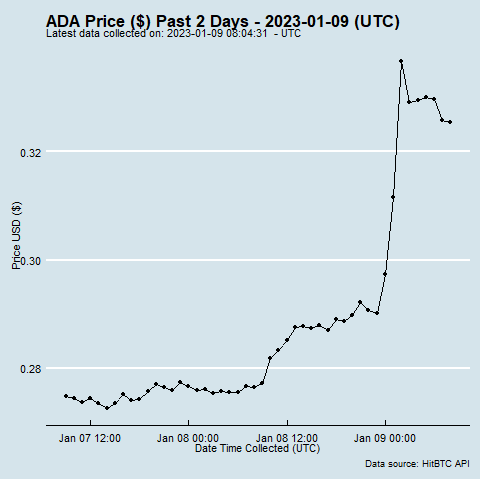 ADA Price ($) Past 2 Days - 2023-01-09 (UTC)
Latest data collected on: 2023-01-09 08:04:31 - UTC
0.32
0.30
0.28
Price USD ($)
Jan 07 12:00
Jan 08 00:00
Jan 08 12:00
Jan 09 00:00
Date Time Collected (UTC)
Data source: HitBTC API